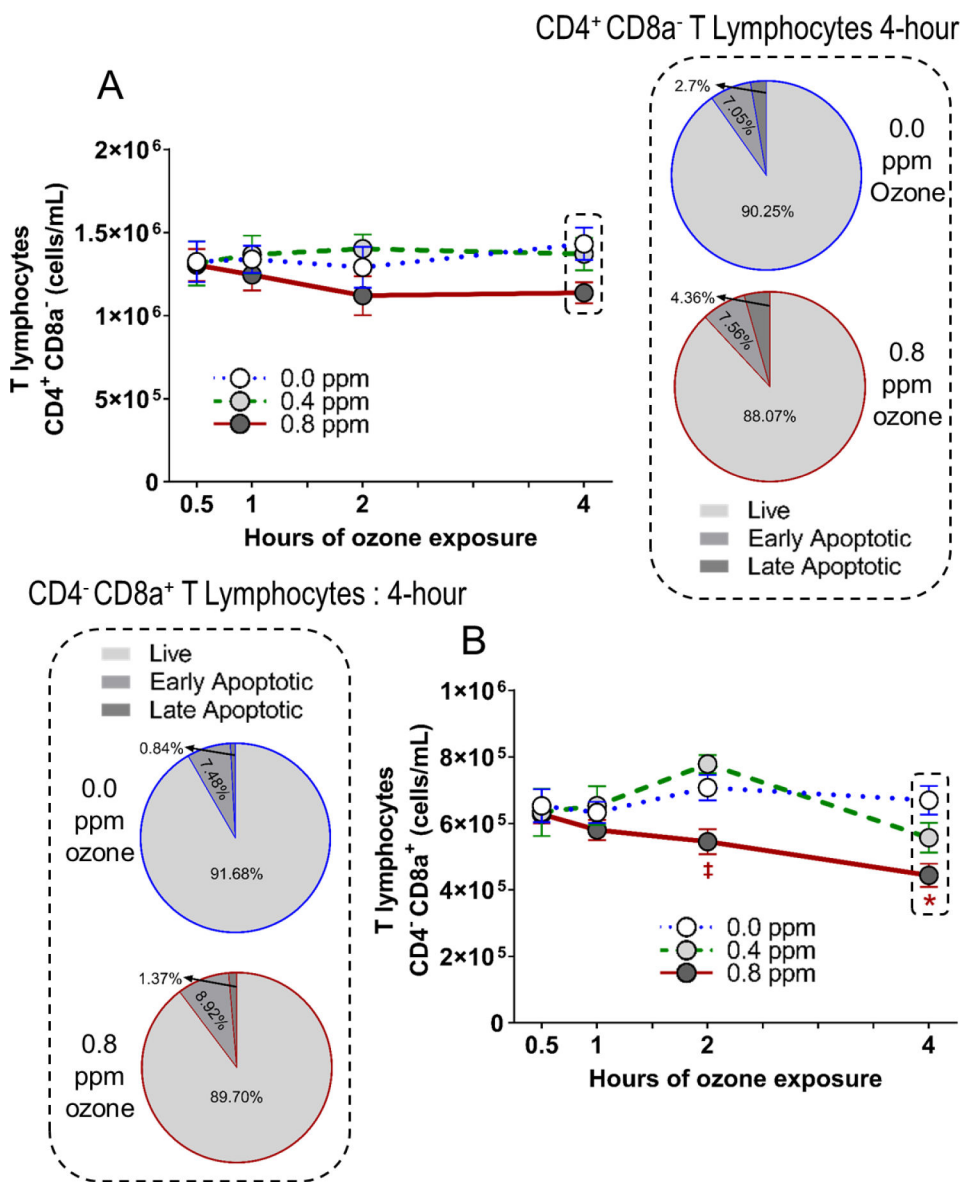 CD4⁺ CD8a⁻ T Lymphocytes 4-hour
A
2×10⁶
1.5×10⁶
1×10⁶
5×10⁵
0
T lymphocytes
CD4⁺ CD8a⁻ (cells/mL)
0.0 ppm
0.4 ppm
0.8 ppm
0.5 1 2 4
Hours of ozone exposure
2.7%
7.05%
90.25%
0.0
ppm
Ozone
4.36%
7.56%
88.07%
0.8
ppm
ozone
Live
Early Apoptotic
Late Apoptotic
CD4⁻ CD8a⁺ T Lymphocytes : 4-hour
Live
Early Apoptotic
Late Apoptotic
0.84%
7.48%
91.68%
0.0
ppm
ozone
1.37%
8.92%
89.70%
0.8
ppm
ozone
B
1×10⁶
8×10⁵
6×10⁵
4×10⁵
2×10⁵
0
T lymphocytes
CD4⁻ CD8a⁺ (cells/mL)
‡
*
0.0 ppm
0.4 ppm
0.8 ppm
0.5 1 2 4
Hours of ozone exposure